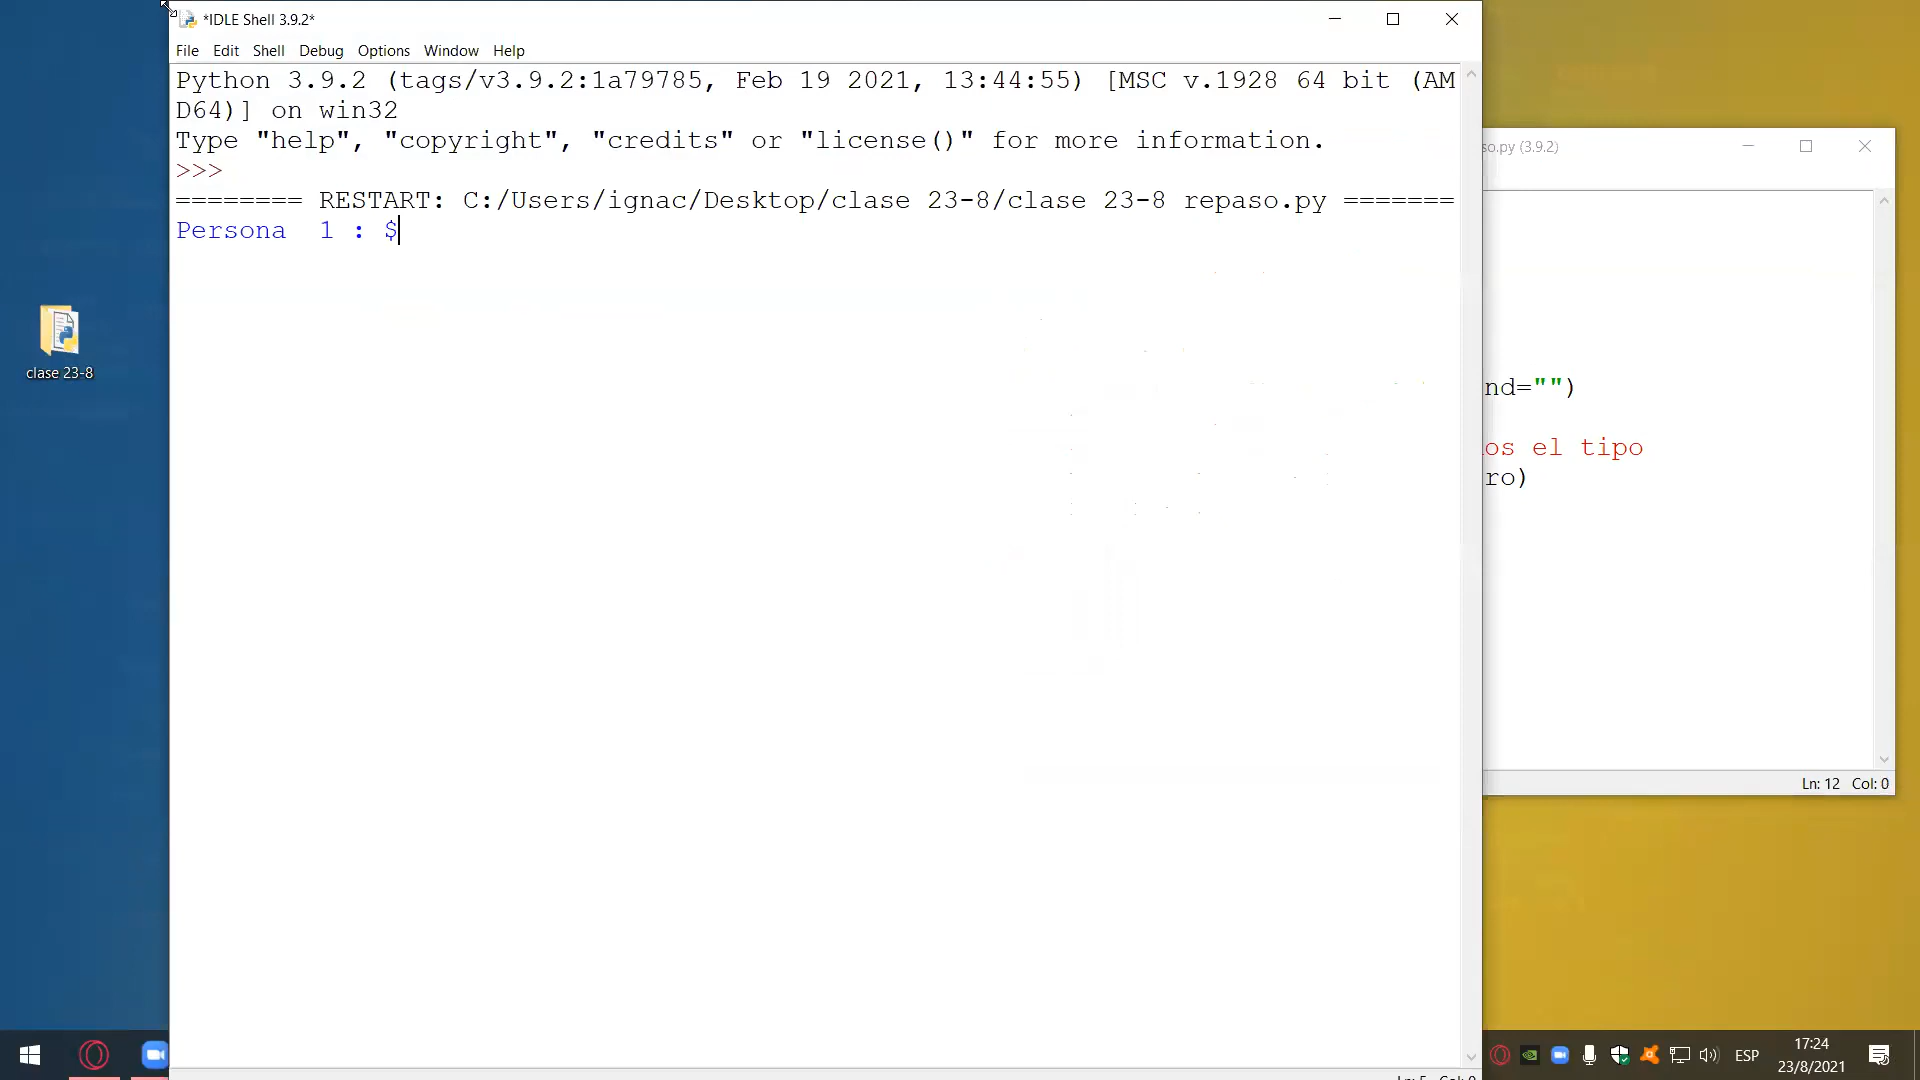 *IDLE Shell 3.9.2*
File Edit Shell Debug Options Window Help
Python 3.9.2 (tags/v3.9.2:1a79785, Feb 19 2021, 13:44:55) [MSC v.1928 64 bit (AM
D64)] on win32
Type "help", "copyright", "credits" or "license()" for more information.
>>>
======== RESTART: C:/Users/ignac/Desktop/clase 23-8/clase 23-8 repaso.py =======
Persona  1 : $
so.py (3.9.2)
nd="")
os el tipo
ro)
Ln: 12 Col: 0
clase 23-8
ESP
17:24
23/8/2021